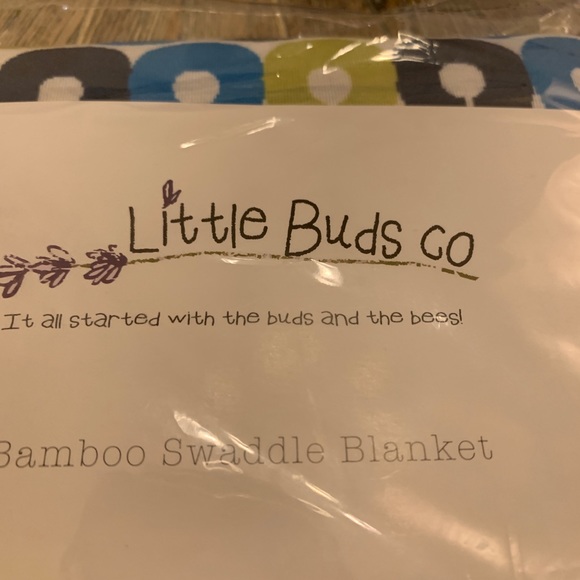 Little Buds Co
It all started with the buds and the bees!
Bamboo Swaddle Blanket